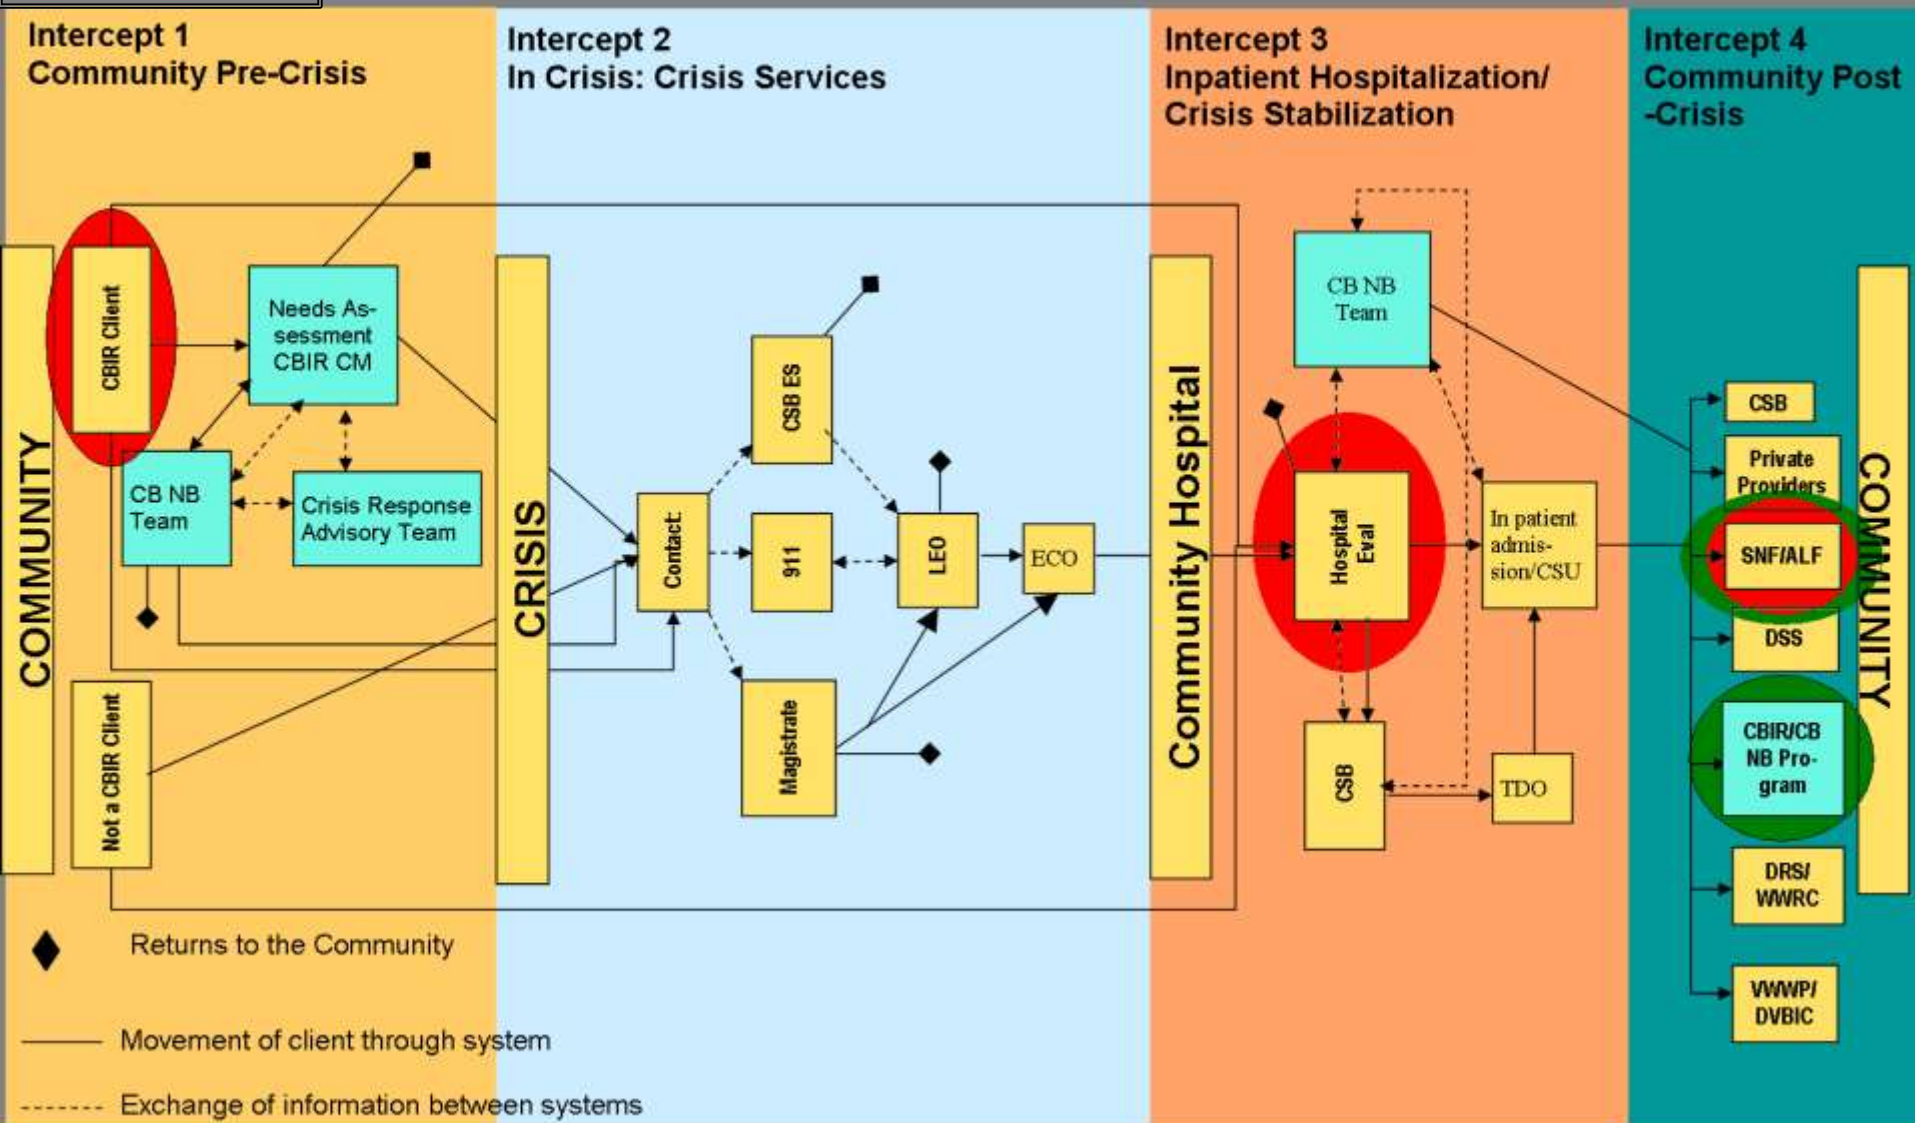 Intercept 1
Community Pre-Crisis
Intercept 2
In Crisis: Crisis Services
Intercept 3
Inpatient Hospitalization/
Crisis Stabilization
Intercept 4
Community Post
-Crisis
COMMUNITY
CBIR Client
Needs As-
sessment
CBIR CM
CB NB
Team
Crisis Response
Advisory Team
Not a CBIR Client
CRISIS
Contact:
CSB ES
911
Magistrate
LEO
ECO
Community Hospital
CB NB
Team
Hospital
Eval
In patient
admis-
sion/CSU
CSB
TDO
CSB
Private
Providers
SNF/ALF
DSS
CBIR/CB
NB Pro-
gram
DRS/
WWRC
VWWP/
DVBIC
COMMUNITY
Returns to the Community
Movement of client through system
Exchange of information between systems